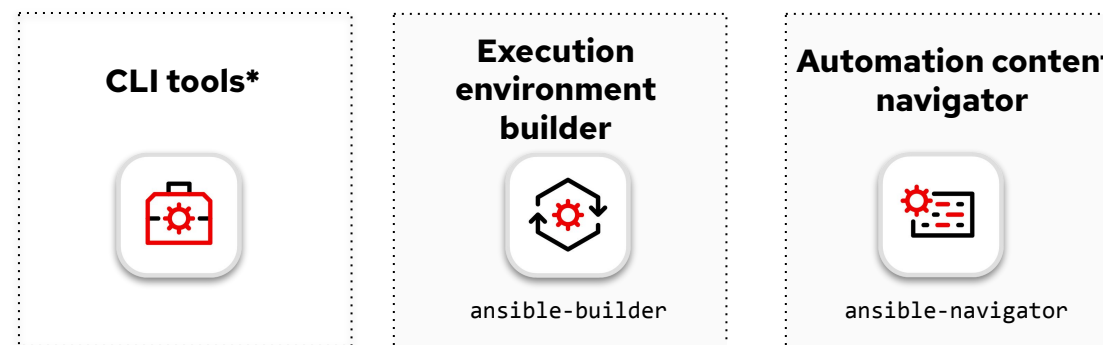 CLI tools*
Execution
environment
builder
ansible-builder
Automation content
navigator
ansible-navigator